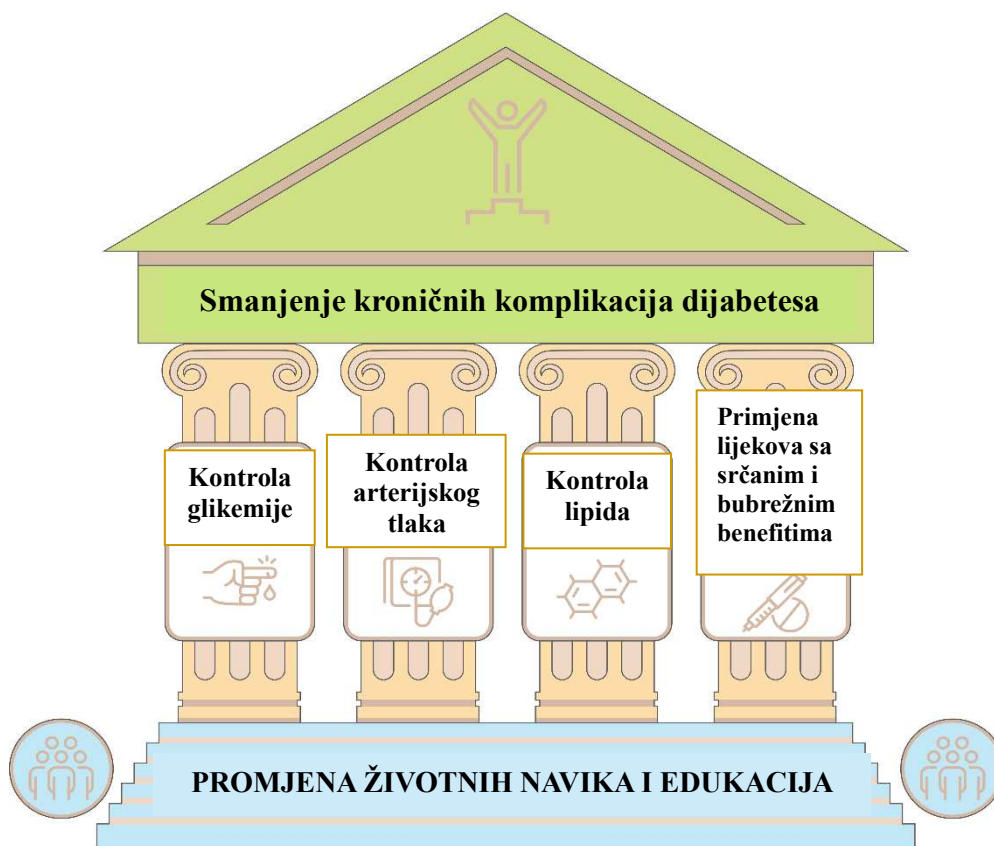 Smanjenje kroničnih komplikacija dijabetesa
Kontrola
glikemije
Kontrola
arterijskog
tlaka
Kontrola
lipida
Primjena
lijekova sa
srčanim i
bubrežnim
benefitima
PROMJENA ŽIVOTNIH NAVIKA I EDUKACIJA